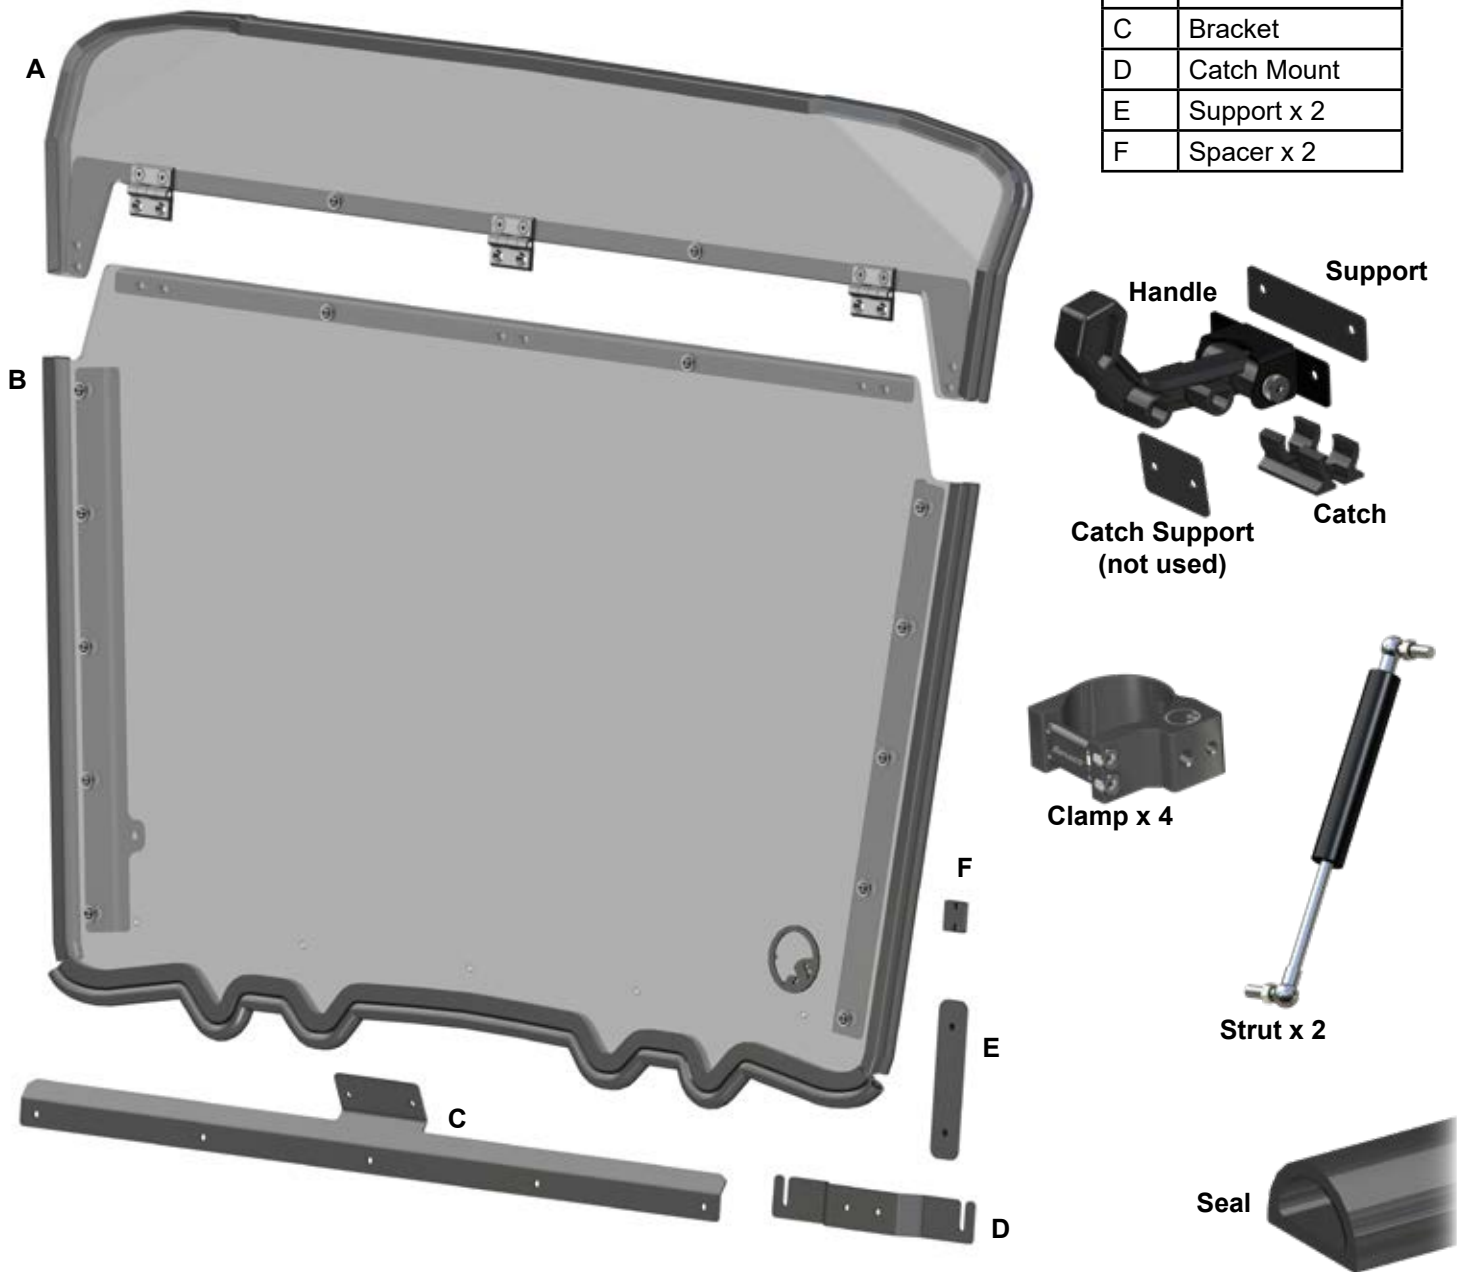 A
C Bracket
D Catch Mount
E Support x 2
F Spacer x 2
Support
Handle
B
Catch
Catch Support
(not used)
Clamp x 4
F
Strut x 2
E
C
Seal
D